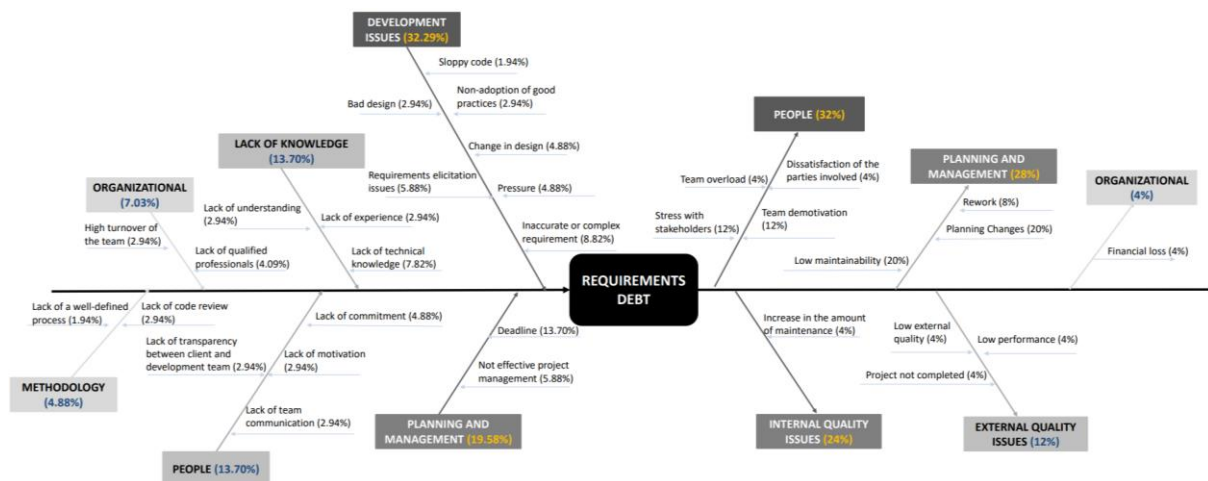 DEVELOPMENT
ISSUES (32.29%)
Sloppy code (1.94%)
Bad design (2.94%)
Non-adoption of good
practices (2.94%)
Change in design (4.88%)
Requirements elicitation
issues (5.88%)
Pressure (4.88%)
Inaccurate or complex
requirement (8.82%)
LACK OF KNOWLEDGE
(13.70%)
Lack of understanding
(2.94%)
Lack of experience (2.94%)
Lack of technical
knowledge (7.82%)
ORGANIZATIONAL
(7.03%)
High turnover of
the team (2.94%)
Lack of qualified
professionals (4.09%)
REQUIREMENTS
DEBT
PEOPLE (32%)
Team overload (4%)
Dissatisfaction of the
parties involved (4%)
Stress with
stakeholders (12%)
Team demotivation
(12%)
PLANNING AND
MANAGEMENT (28%)
Rework (8%)
Planning Changes (20%)
Low maintainability (20%)
ORGANIZATIONAL
(4%)
Financial loss (4%)
Lack of a well-defined
process (1.94%)
Lack of code review
(2.94%)
METHODOLOGY
(4.88%)
Lack of commitment (4.88%)
Lack of transparency
between client and
development team (2.94%)
Lack of motivation
(2.94%)
Lack of team
communication (2.94%)
PEOPLE (13.70%)
Deadline (13.70%)
Not effective project
management (5.88%)
PLANNING AND
MANAGEMENT (19.58%)
Increase in the
amount of
maintenance (4%)
INTERNAL QUALITY
ISSUES (24%)
Low external
quality (4%)
Low performance (4%)
Project not completed (4%)
EXTERNAL QUALITY
ISSUES (12%)